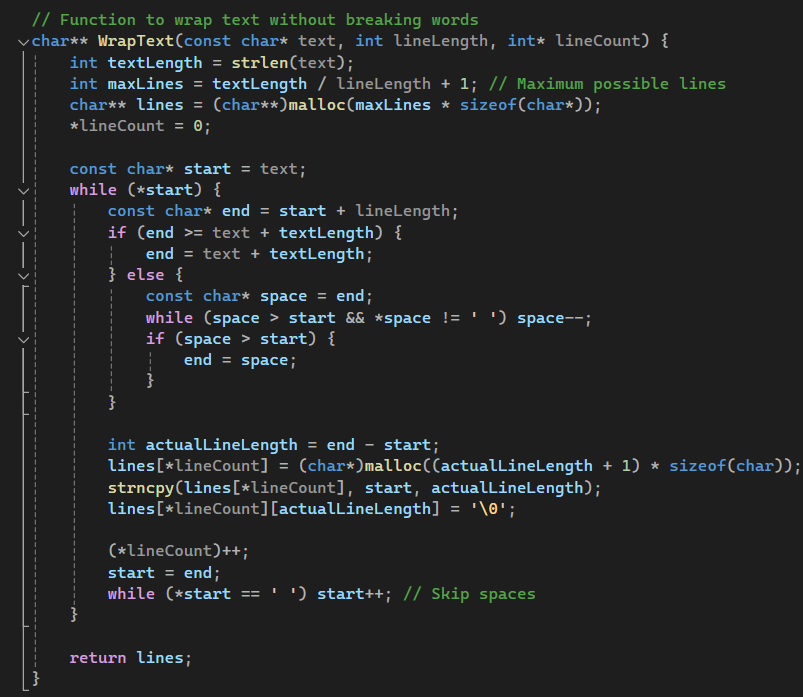 // Function to wrap text without breaking words
char** WrapText(const char* text, int lineLength, int* lineCount) {
    int textLength = strlen(text);
    int maxLines = textLength / lineLength + 1; // Maximum possible lines
    char** lines = (char**)malloc(maxLines * sizeof(char*));
    *lineCount = 0;

    const char* start = text;
    while (*start) {
        const char* end = start + lineLength;
        if (end >= text + textLength) {
            end = text + textLength;
        } else {
            const char* space = end;
            while (space > start && *space != ' ') space--;
            if (space > start) {
                end = space;
            }
        }

        int actualLineLength = end - start;
        lines[*lineCount] = (char*)malloc((actualLineLength + 1) * sizeof(char));
        strncpy(lines[*lineCount], start, actualLineLength);
        lines[*lineCount][actualLineLength] = '\0';

        (*lineCount)++;
        start = end;
        while (*start == ' ') start++; // Skip spaces
    }

    return lines;
}